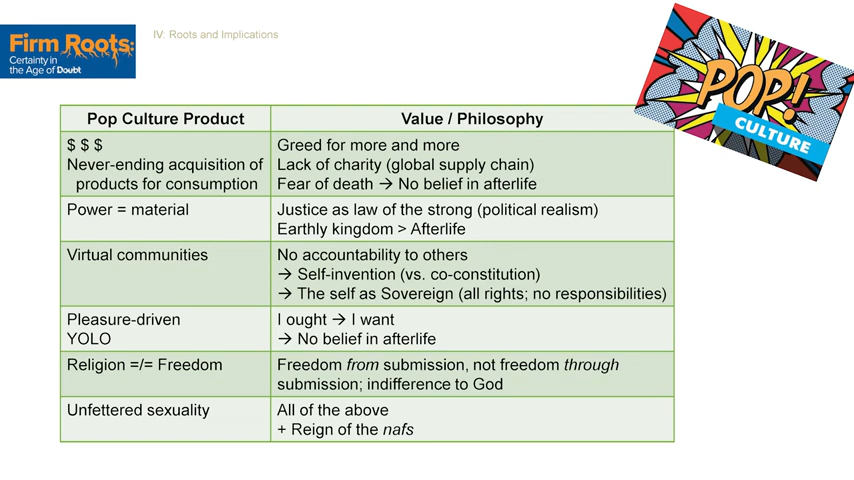 Firm Roots:
Certainty in
the Age of Doubt
IV: Roots and Implications
POP!
CULTURE
Pop Culture Product
Value / Philosophy
$ $ $
Never-ending acquisition of
products for consumption
Greed for more and more
Lack of charity (global supply chain)
Fear of death → No belief in afterlife
Power = material
Justice as law of the strong (political realism)
Earthly kingdom > Afterlife
Virtual communities
No accountability to others
→ Self-invention (vs. co-constitution)
→ The self as Sovereign (all rights; no responsibilities)
Pleasure-driven
YOLO
I ought → I want
→ No belief in afterlife
Religion =/= Freedom
Freedom from submission, not freedom through
submission; indifference to God
Unfettered sexuality
All of the above
+ Reign of the nafs